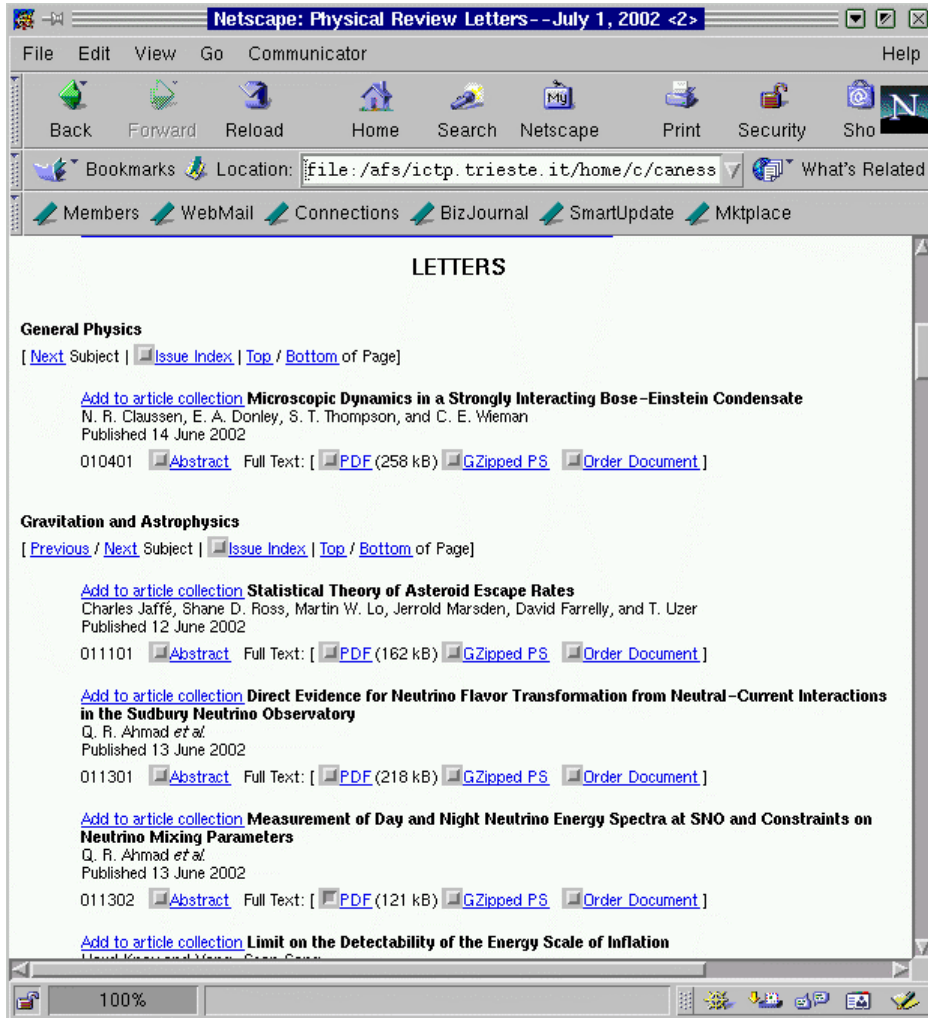 Netscape: Physical Review Letters--July 1, 2002 <2>
File Edit View Go Communicator Help
Back Forward Reload Home Search Netscape Print Security Sho
My
N
Bookmarks Location: file:/afs/ictp.trieste.it/home/c/caness What's Related
Members WebMail Connections BizJournal SmartUpdate Mktplace
LETTERS
General Physics
[ Next Subject | Issue Index | Top / Bottom of Page]
Add to article collection Microscopic Dynamics in a Strongly Interacting Bose-Einstein Condensate
N. R. Claussen, E. A. Donley, S. T. Thompson, and C. E. Wieman
Published 14 June 2002
010401 Abstract Full Text: [ PDF (258 kB) GZipped PS Order Document ]
Gravitation and Astrophysics
[ Previous / Next Subject | Issue Index | Top / Bottom of Page]
Add to article collection Statistical Theory of Asteroid Escape Rates
Charles Jaffé, Shane D. Ross, Martin W. Lo, Jerrold Marsden, David Farrelly, and T. Uzer
Published 12 June 2002
011101 Abstract Full Text: [ PDF (162 kB) GZipped PS Order Document ]
Add to article collection Direct Evidence for Neutrino Flavor Transformation from Neutral-Current Interactions
in the Sudbury Neutrino Observatory
Q. R. Ahmad et al.
Published 13 June 2002
011301 Abstract Full Text: [ PDF (218 kB) GZipped PS Order Document ]
Add to article collection Measurement of Day and Night Neutrino Energy Spectra at SNO and Constraints on
Neutrino Mixing Parameters
Q. R. Ahmad et al.
Published 13 June 2002
011302 Abstract Full Text: [ PDF (121 kB) GZipped PS Order Document ]
Add to article collection Limit on the Detectability of the Energy Scale of Inflation
100%